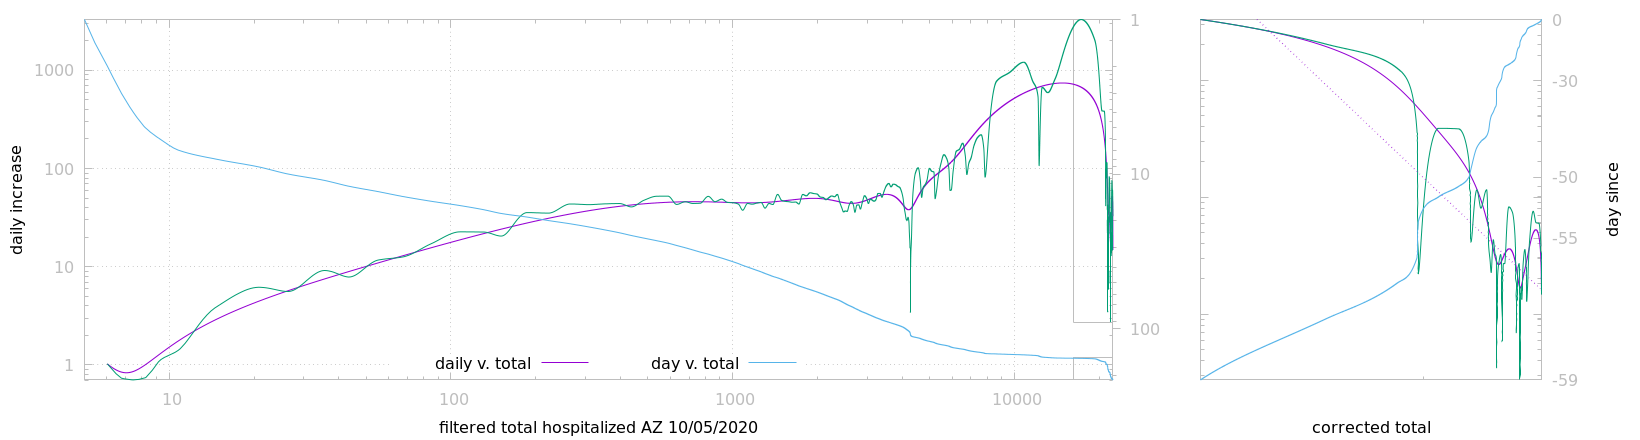 daily increase
1000
100
10
1
10
100
1000
10000
1
10
100
daily v. total
day v. total
filtered total hospitalized AZ 10/05/2020
0
-30
-50
-55
-59
day since
corrected total